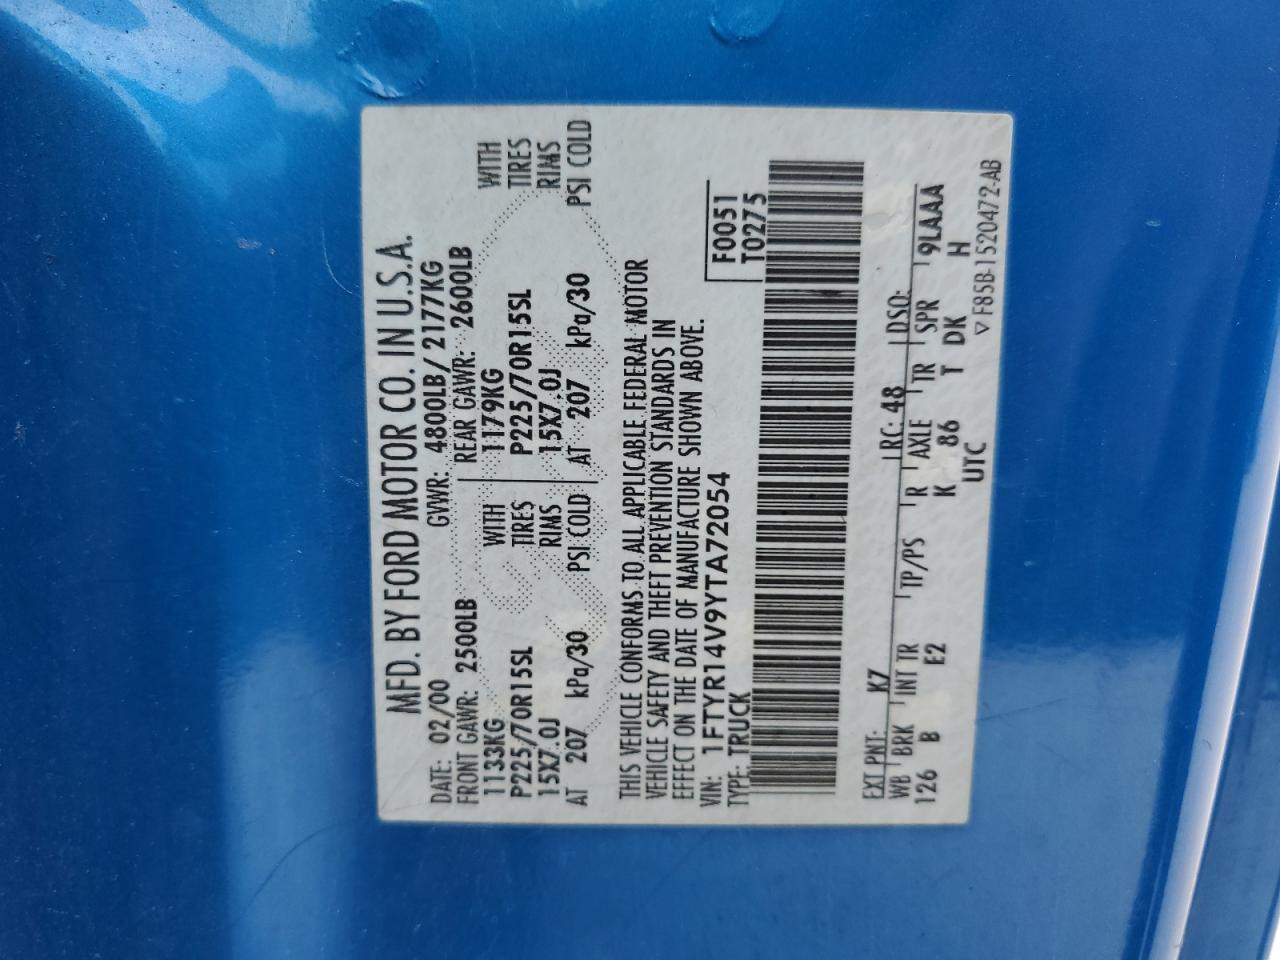 MFD. BY FORD MOTOR CO. IN U.S.A.
DATE: 02/00 GVWR: 4800LB/ 2177KG
FRONT GAWR: 2500LB REAR GAWR: 2600LB
1133KG WITH 1179KG WITH
P225/70R15SL TIRES P225/70R15SL TIRES
15X7.0J RIMS 15X7.0J RIMS
AT 207 kPa/30 PSI COLD AT 207 kPa/30 PSI COLD
THIS VEHICLE CONFORMS TO ALL APPLICABLE FEDERAL MOTOR
VEHICLE SAFETY AND THEFT PREVENTION STANDARDS IN
EFFECT ON THE DATE OF MANUFACTURE SHOWN ABOVE.
VIN: 1FTYR14V9YTA72054 F0051
TYPE: TRUCK T0275
EXT PNT: K7 RC: 48 DSO:
WB BRK INT TR TP/PS R AXLE TR SPR 9LAAAA
126 B E2 K 86 T DK H
UTC
▽ F85B-1520472-AB